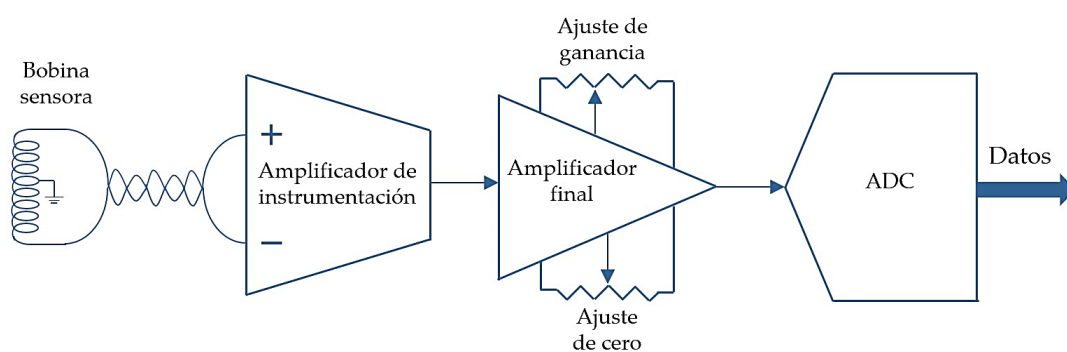 Bobina
sensora
+
Amplificador de
instrumentación
−
Ajuste de
ganancia
Amplificador
final
Ajuste
de cero
ADC
Datos